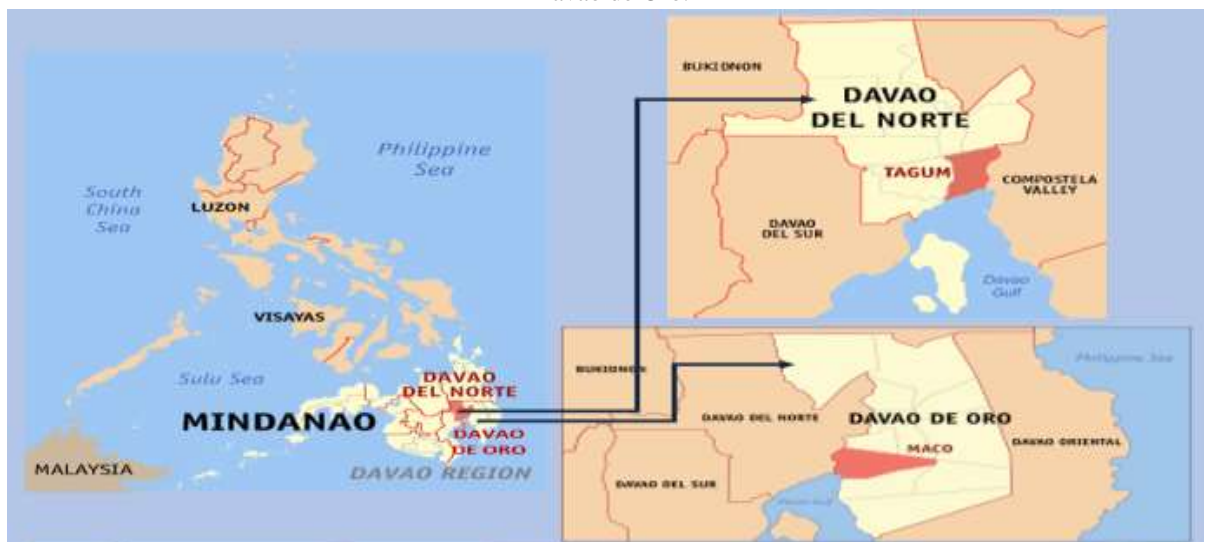 Philippine
Sea
South
China
Sea
LUZON
VISAYAS
Sulu Sea
DAVAO
DEL NORTE
MINDANAO
DAVAO
DE ORO
MALAYSIA
DAVAO REGION
BUKIDNON
DAVAO
DEL NORTE
TAGUM
COMPOSTELA
VALLEY
DAVAO
DEL SUR
Davao
Gulf
BUKIDNON
Philippine Sea
DAVAO DEL NORTE
DAVAO DE ORO
DAVAO ORIENTAL
MACO
DAVAO DEL SUR